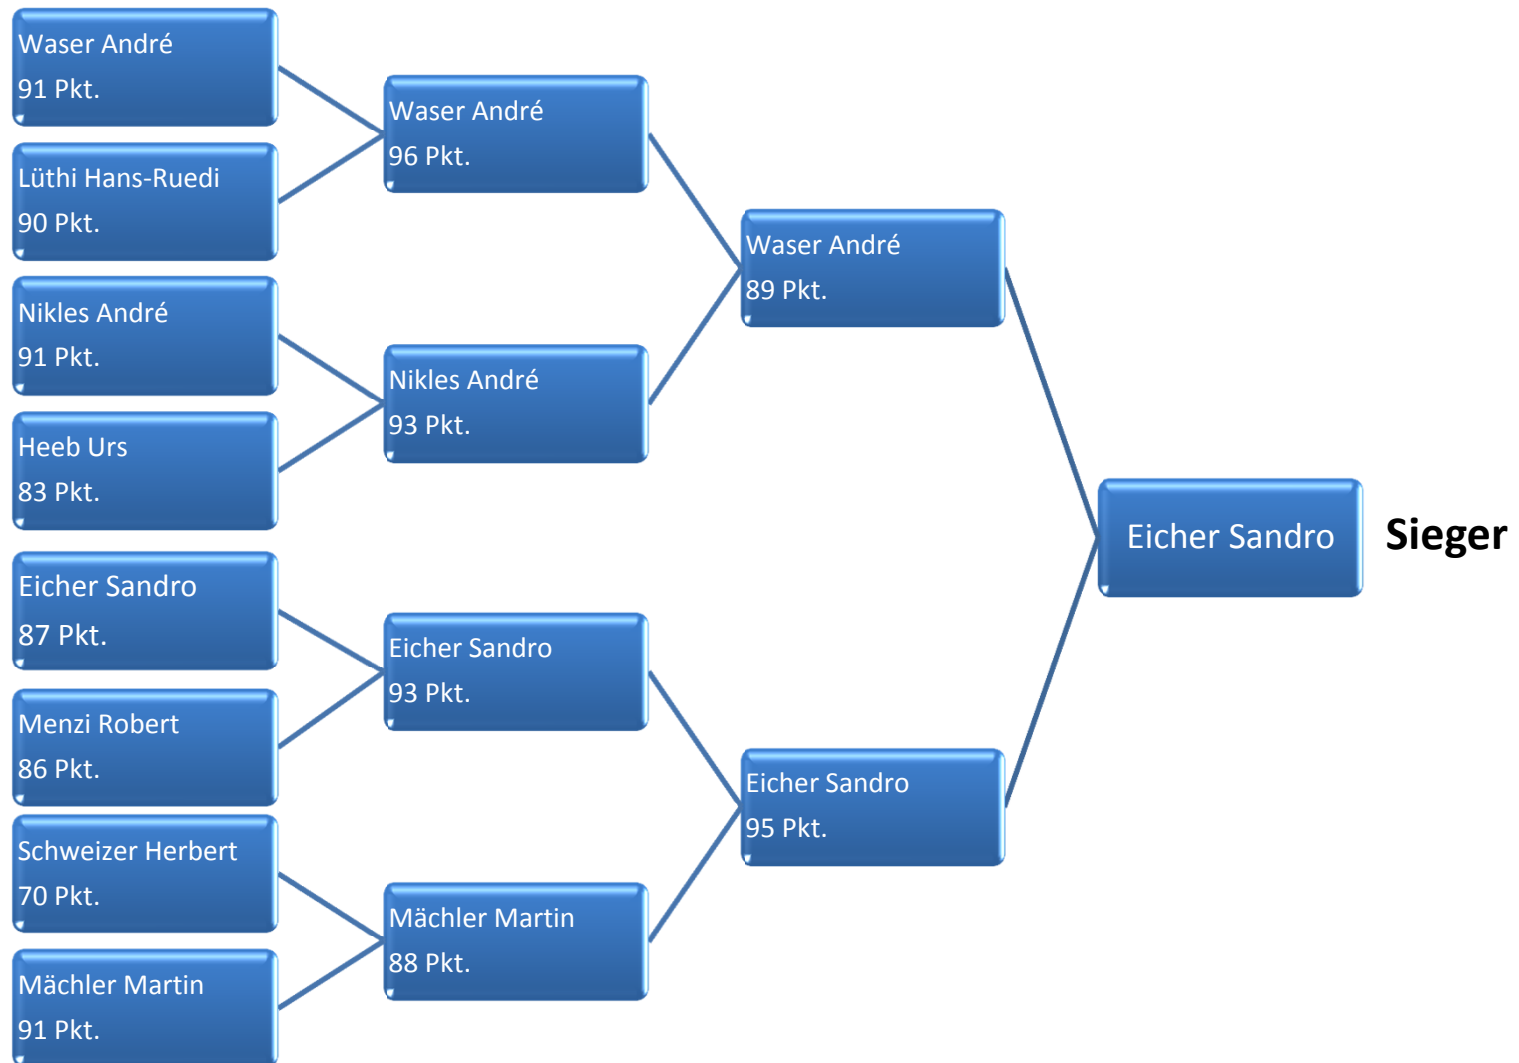 Waser André
91 Pkt.
Lüthi Hans-Ruedi
90 Pkt.
Nikles André
91 Pkt.
Heeb Urs
83 Pkt.
Eicher Sandro
87 Pkt.
Menzi Robert
86 Pkt.
Schweizer Herbert
70 Pkt.
Mächler Martin
91 Pkt.
Waser André
96 Pkt.
Nikles André
93 Pkt.
Eicher Sandro
93 Pkt.
Mächler Martin
88 Pkt.
Waser André
89 Pkt.
Eicher Sandro
95 Pkt.
Eicher Sandro
Sieger